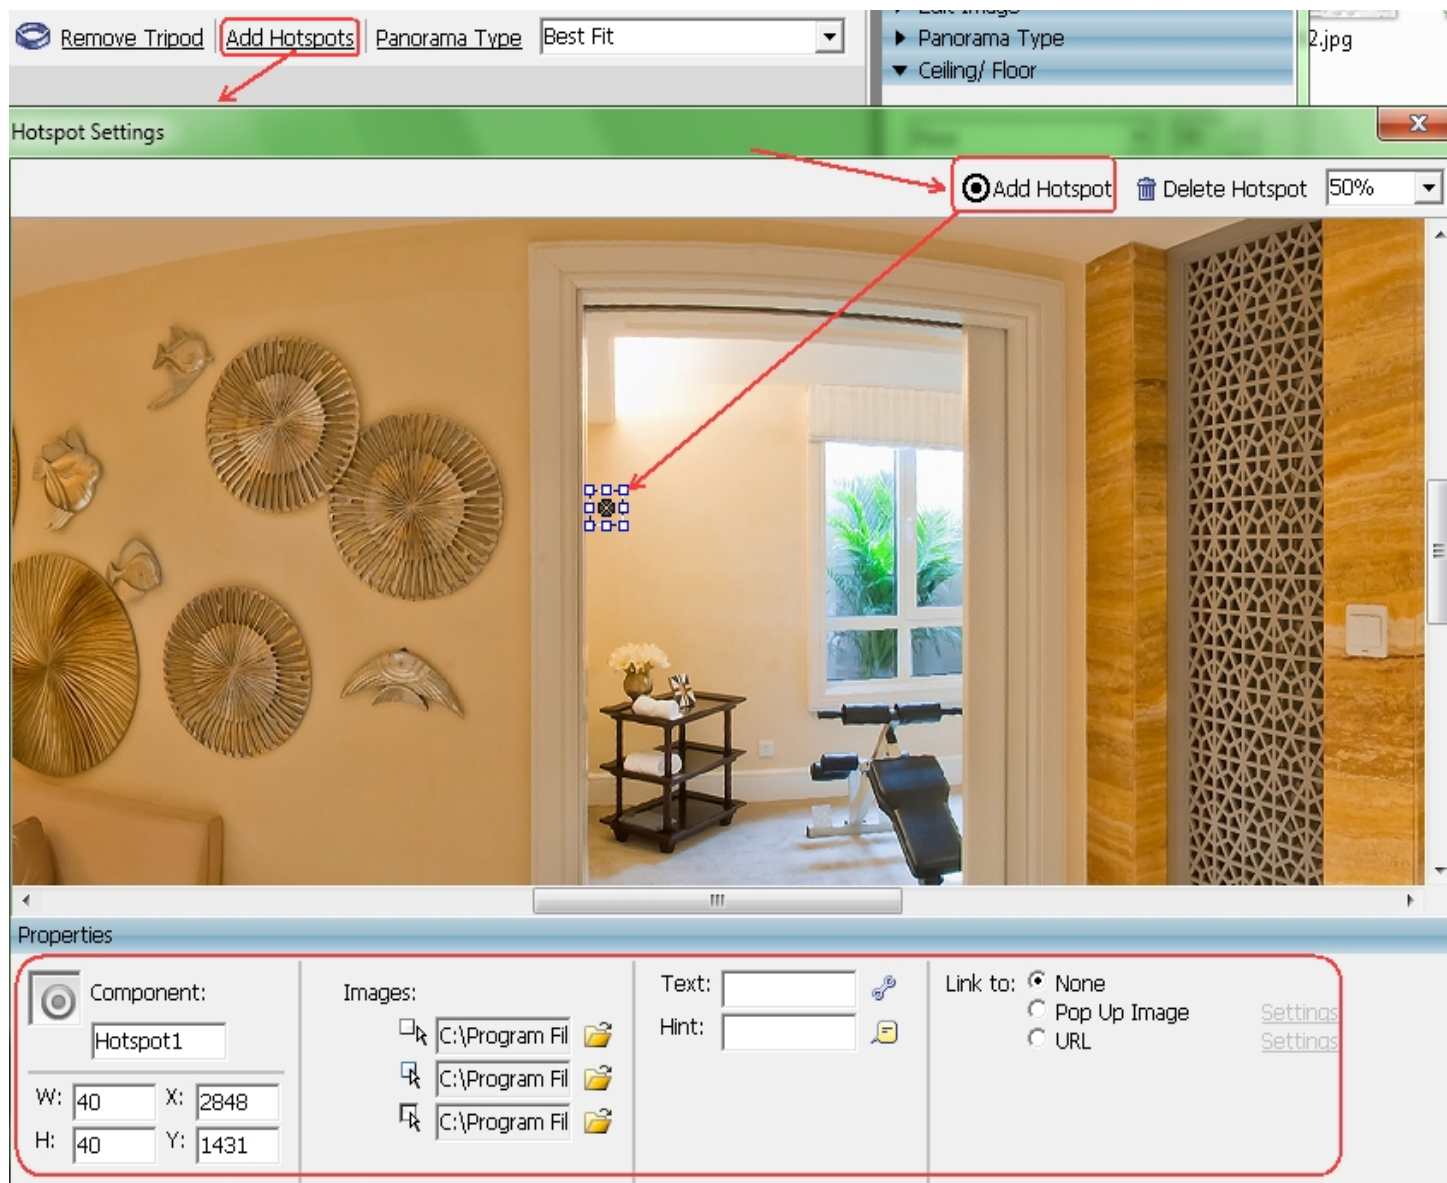 Remove Tripod Add Hotspots Panorama Type Best Fit
Edit Image
Panorama Type
Ceiling/ Floor
2.jpg
Hotspot Settings
Add Hotspot Delete Hotspot 50%
Properties
Component:
Hotspot1
W: 40 X: 2848
H: 40 Y: 1431
Images:
C:\Program Fil
C:\Program Fil
C:\Program Fil
Text:
Hint:
Link to: None
Pop Up Image Settings
URL Settings